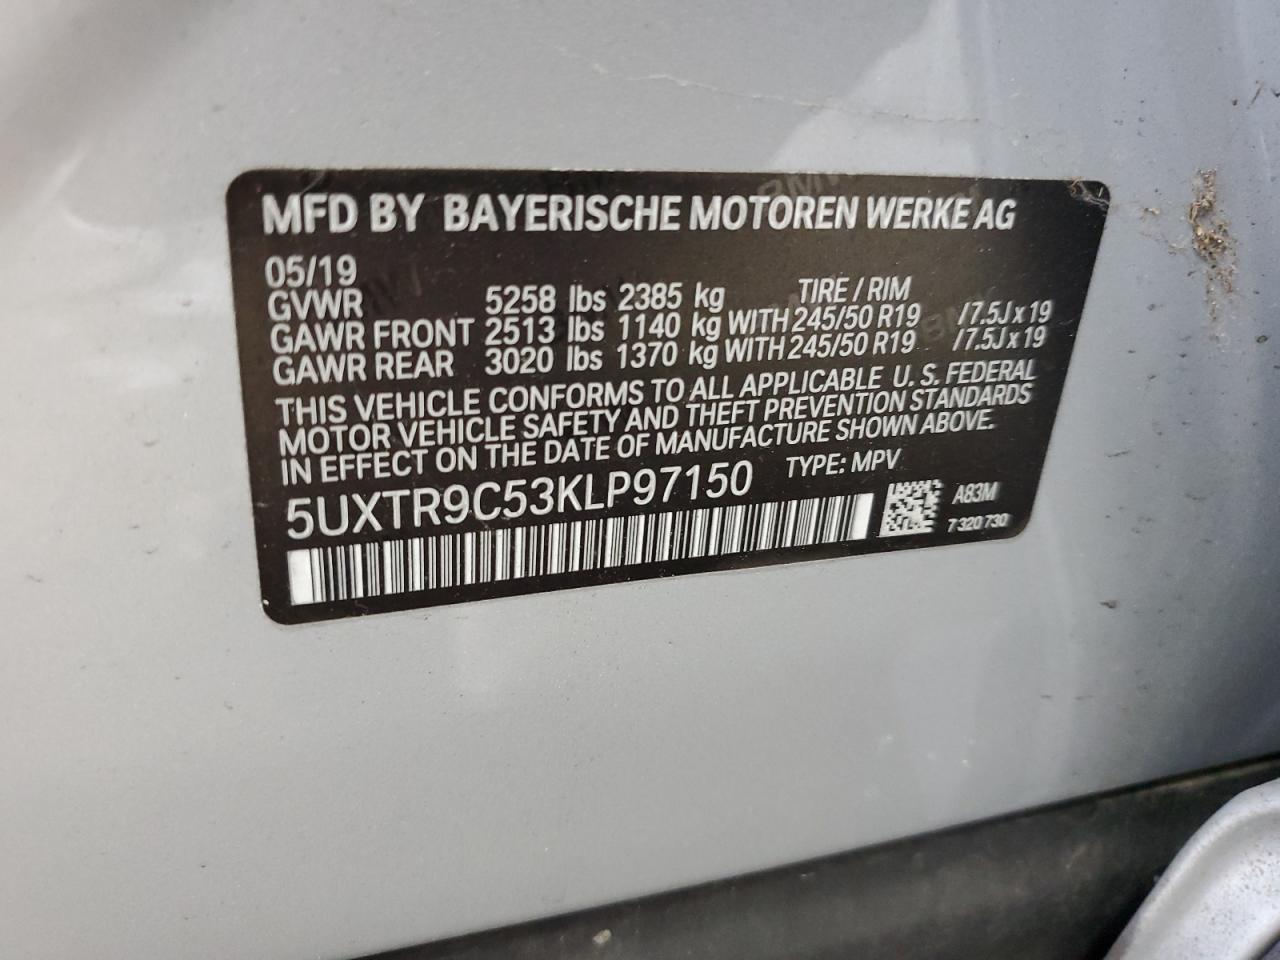 MFD BY BAYERISCHE MOTOREN WERKE AG
05/19
GVWR 5258 lbs 2385 kg TIRE / RIM
GAWR FRONT 2513 lbs 1140 kg WITH 245/50 R19 /7.5J x 19
GAWR REAR 3020 lbs 1370 kg WITH 245/50 R19 /7.5J x 19
THIS VEHICLE CONFORMS TO ALL APPLICABLE U. S. FEDERAL
MOTOR VEHICLE SAFETY AND THEFT PREVENTION STANDARDS
IN EFFECT ON THE DATE OF MANUFACTURE SHOWN ABOVE.
5UXTR9C53KLP97150 TYPE: MPV
A83M
7 320 730